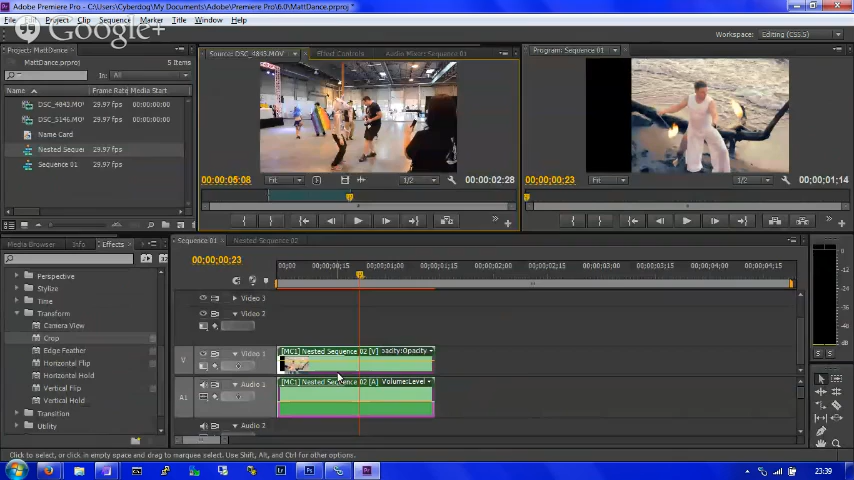 Adobe Premiere Pro - C:\Users\Cyberdog\My Documents\Adobe\Premiere Pro\6.0\MattDance.prproj *
File Edit Project Clip Sequence Marker Title Window Help
Google+
Workspace: Editing (CS5.5)
Project: MattDance
Source: DSC_4843.MOV
Effect Controls
Audio Mixer: Sequence 01
Program: Sequence 01
MattDance.prproj
5 Items
In: All
Name
Frame Rate
Media Start
DSC_4843.MOV 29.97 fps 00:00:00:00
DSC_5146.MOV 29.97 fps 00:00:00:00
Name Card
Nested Seque 29.97 fps
Sequence 01 29.97 fps
00:00:05:08
Fit
1/2
00:00:02:28
00;00;00;23
Fit
1/2
00;00;01;14
Media Browser
Info
Effects
Sequence 01
Nested Sequence 02
00;00;00;23
00;00
00;00;00;15
00;00;01;00
00;00;01;15
00;00;02;00
00;00;02;15
00;00;03;00
00;00;03;15
00;00;04;00
00;00;04;15
Perspective
Stylize
Time
Transform
Camera View
Crop
Edge Feather
Horizontal Flip
Horizontal Hold
Vertical Flip
Vertical Hold
Transition
Utility
Video 3
Video 2
V
Video 1
[MC1] Nested Sequence 02 [V] pacity:Opacity
A1
Audio 1
[MC1] Nested Sequence 02 [A] Volume:Level
Audio 2
0
S S
Click to select, or click in empty space and drag to marquee select. Use Shift, Alt, and Ctrl for other options.
23:39